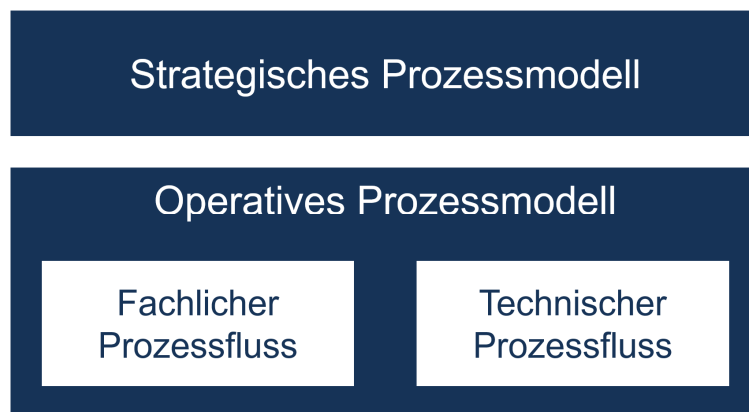 Strategisches Prozessmodell
Operatives Prozessmodell
Fachlicher
Prozessfluss
Technischer
Prozessfluss